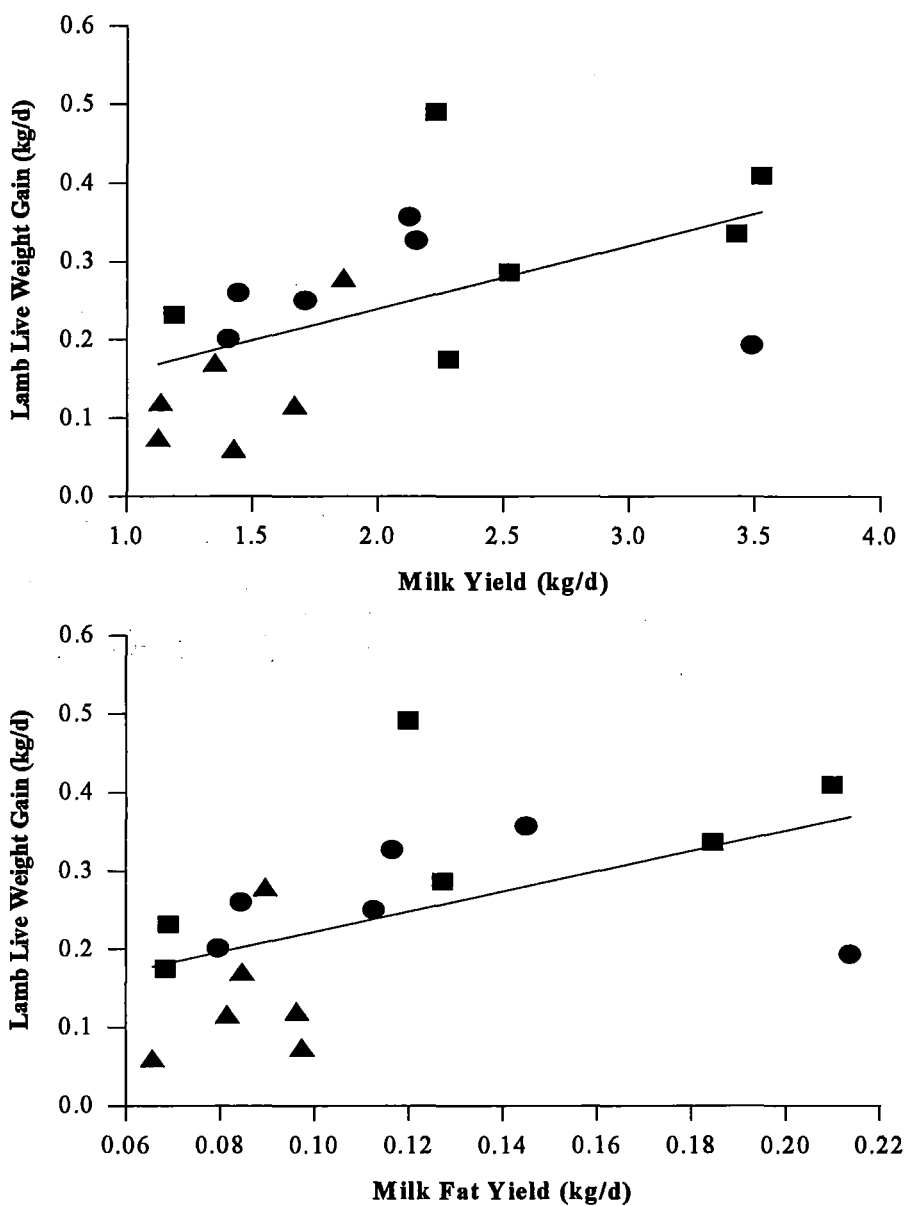 0.6
0.5
0.4
0.3
0.2
0.1
0.0
Lamb Live Weight Gain (kg/d)
1.0 1.5 2.0 2.5 3.0 3.5 4.0
Milk Yield (kg/d)
0.6
0.5
0.4
0.3
0.2
0.1
0.0
Lamb Live Weight Gain (kg/d)
0.06 0.08 0.10 0.12 0.14 0.16 0.18 0.20 0.22
Milk Fat Yield (kg/d)